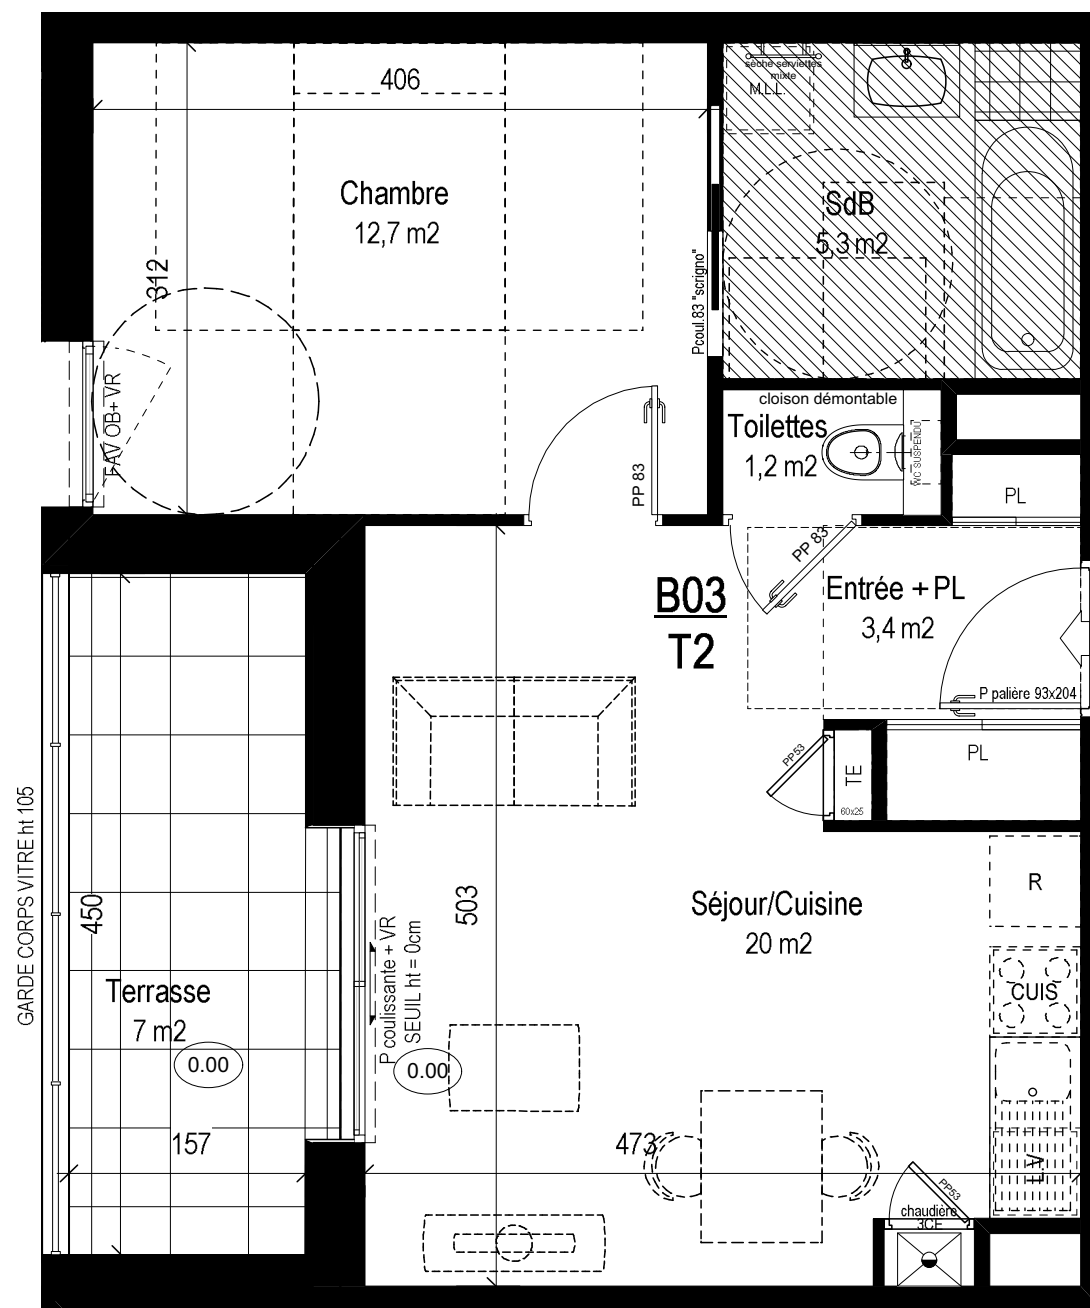 406
sèche serviettes
mixte
M.L.L.
Chambre
12,7 m2
SdB
5,3 m2
312
Pcoul.83 "scrigno"
FAV OB+ VR
cloison démontable
Toilettes
1,2 m2
WC SUSPENDU
PP 83
PL
PP 83
B03
T2
Entrée + PL
3,4 m2
P palière 93x204
PL
PP53
TE
60x25
GARDE CORPS VITRE ht 105
450
503
Séjour/Cuisine
20 m2
R
CUIS
P coulissante + VR
SEUIL ht = 0cm
Terrasse
7 m2
0.00
0.00
157
473
LV
PP53
chaudière
3CE